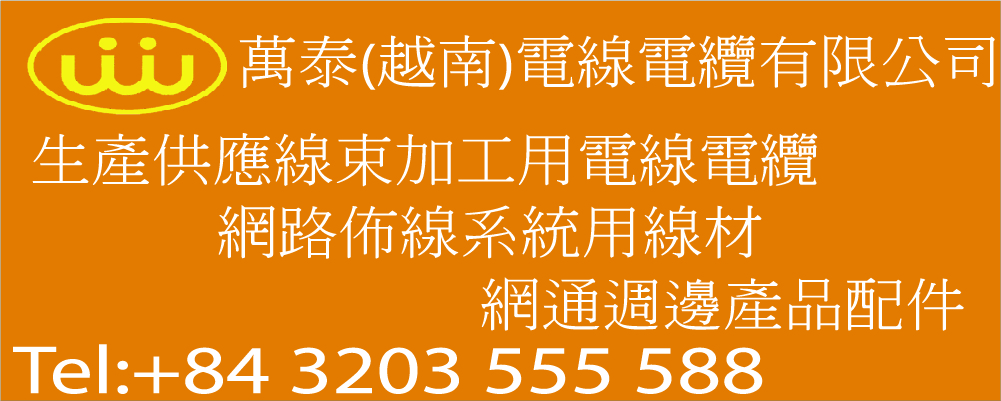 萬泰(越南)電線電纜有限公司
生產供應線束加工用電線電纜
網路佈線系統用線材
網通週邊產品配件
Tel:+84 3203 555 588